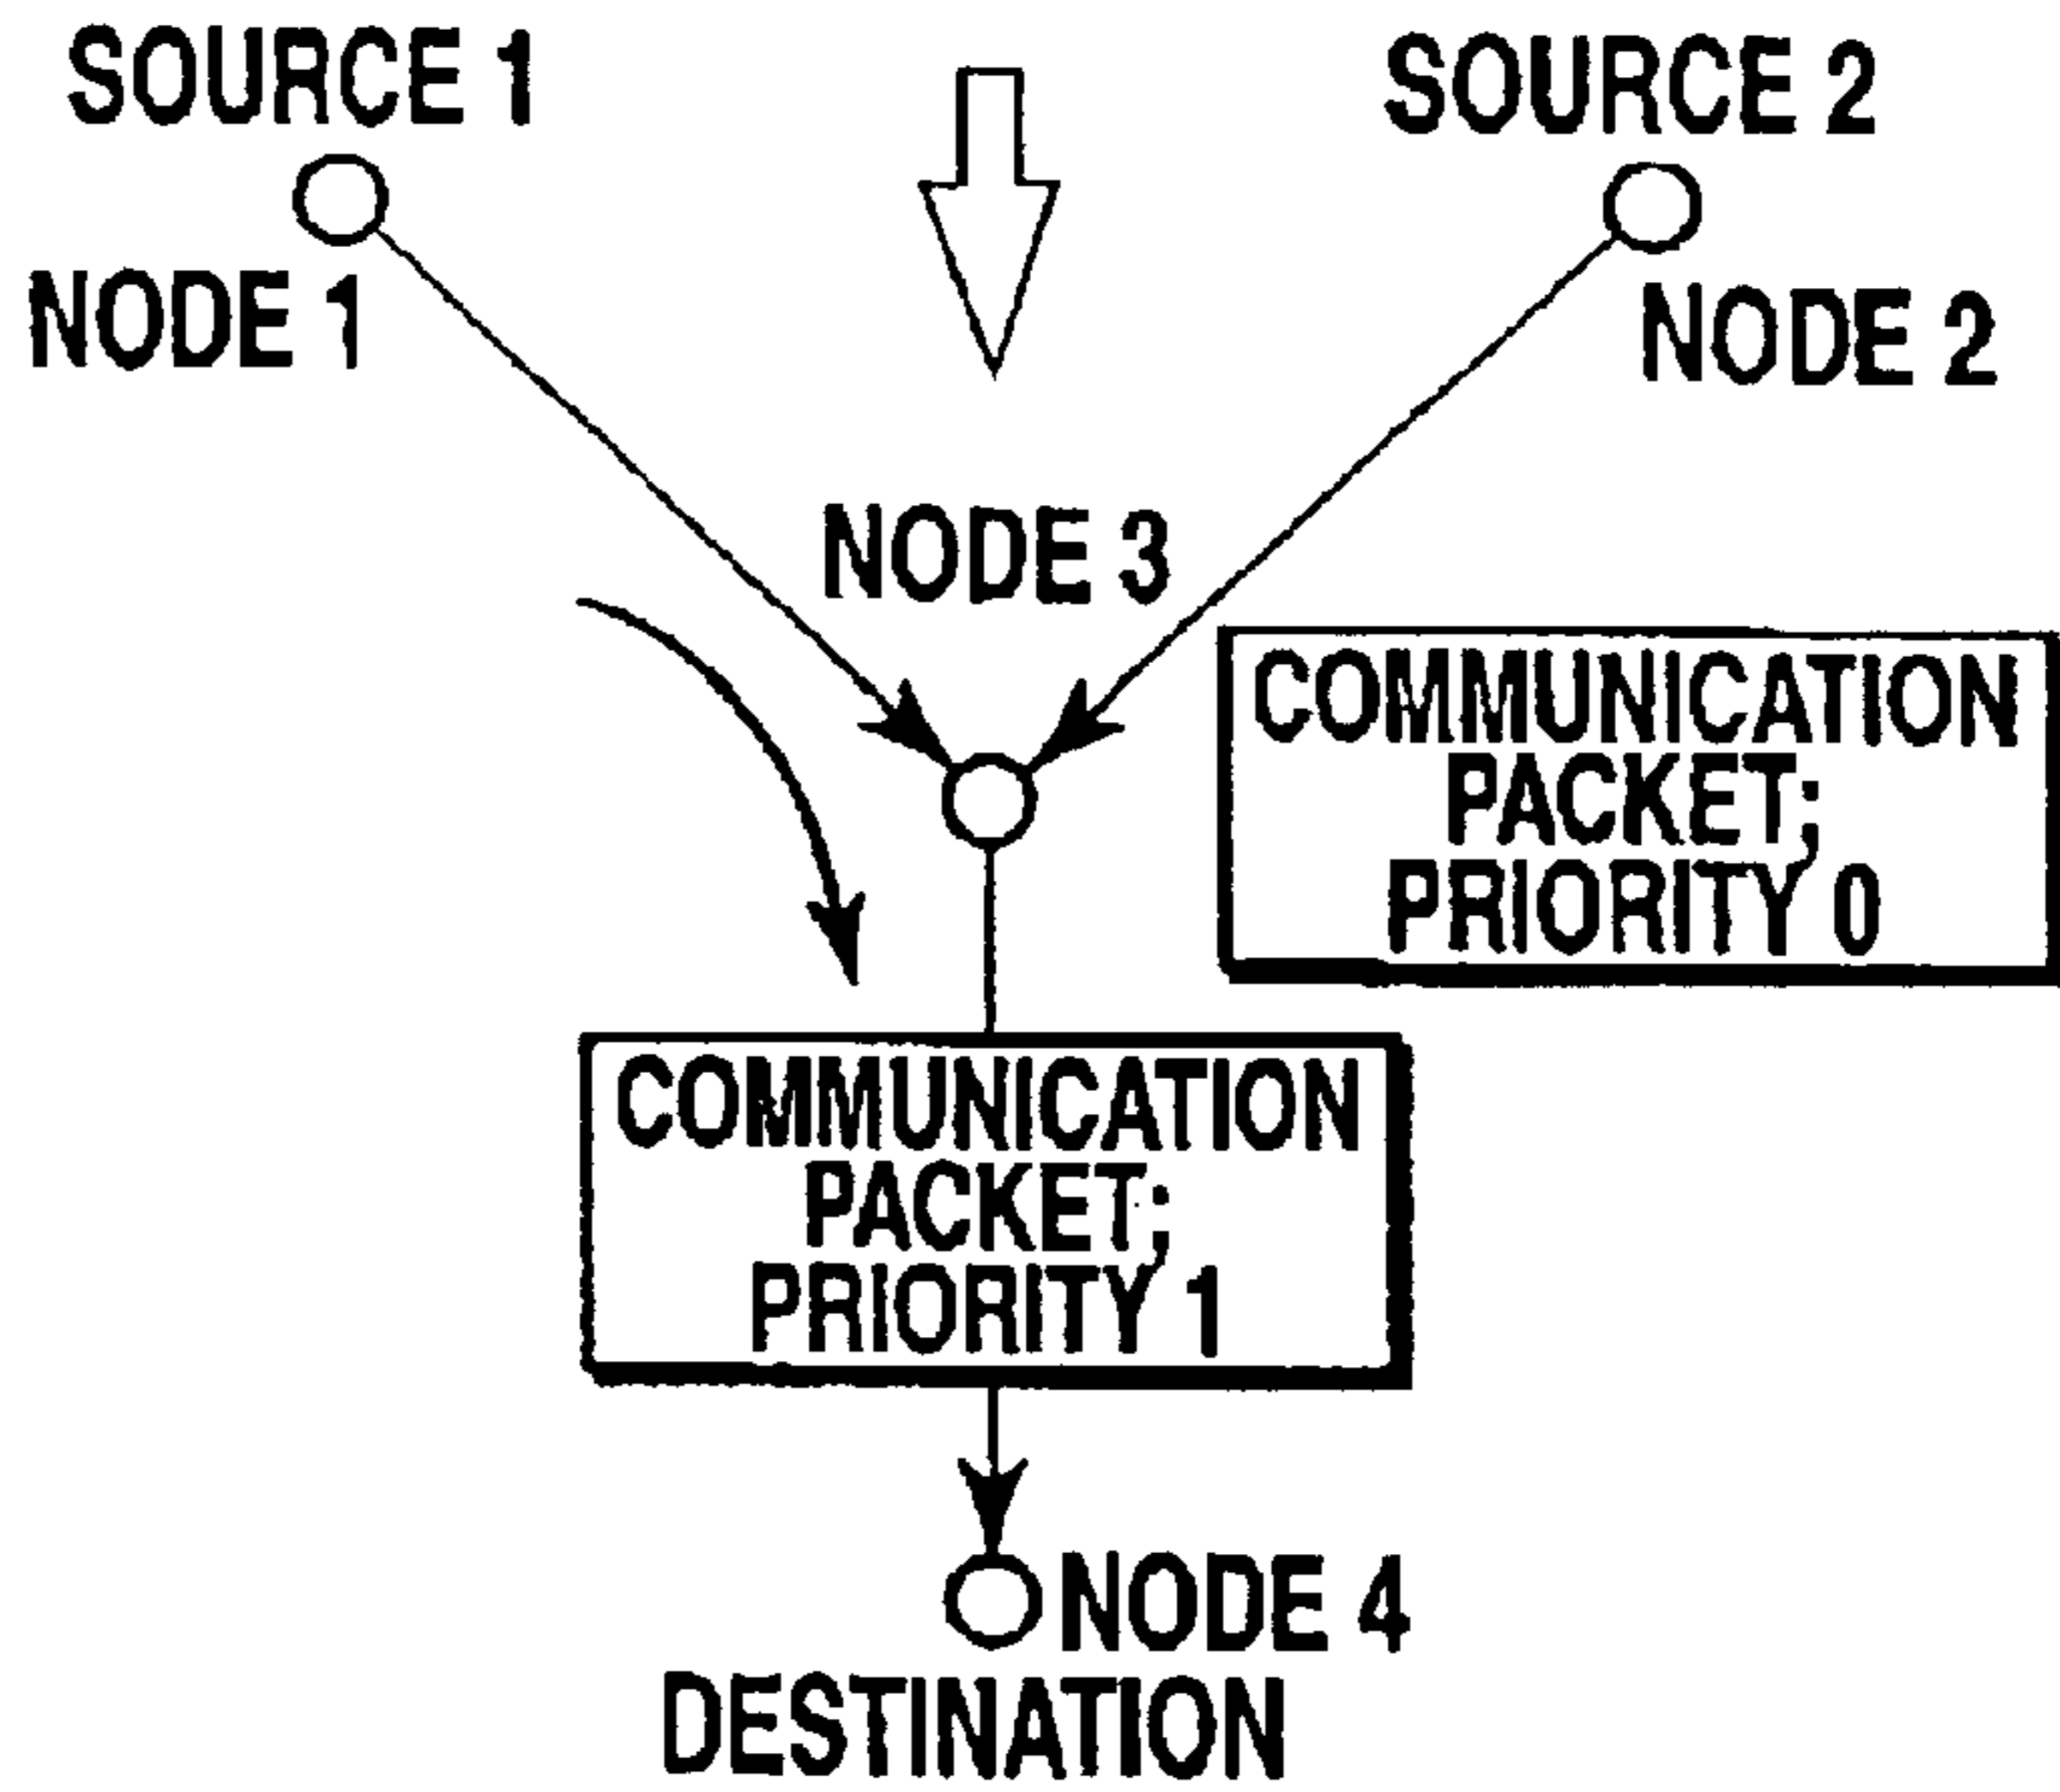 SOURCE 1
SOURCE 2
NODE 1
NODE 2
NODE 3
COMMUNICATION
PACKET;
PRIORITY 0
COMMUNICATION
PACKET;
PRIORITY 1
NODE 4
DESTINATION